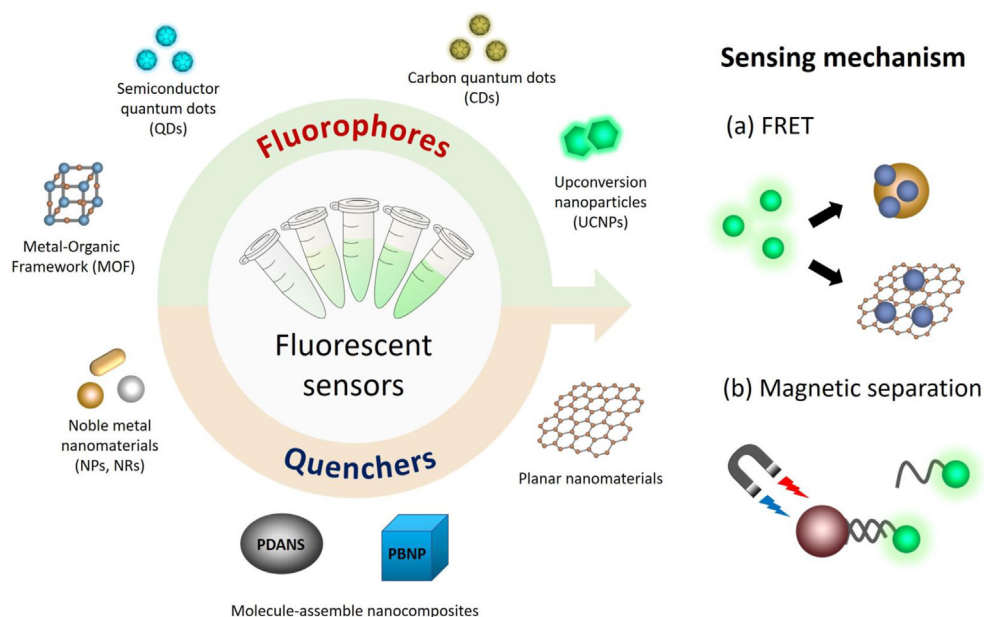 Semiconductor
quantum dots
(QDs)
Carbon quantum dots
(CDs)
Upconversion
nanoparticles
(UCNPs)
Metal-Organic
Framework (MOF)
Fluorophores
Fluorescent
sensors
Quenchers
Noble metal
nanomaterials
(NPs, NRs)
Planar nanomaterials
PDANS
PBNP
Molecule-assemble nanocomposites
Sensing mechanism
(a) FRET
(b) Magnetic separation